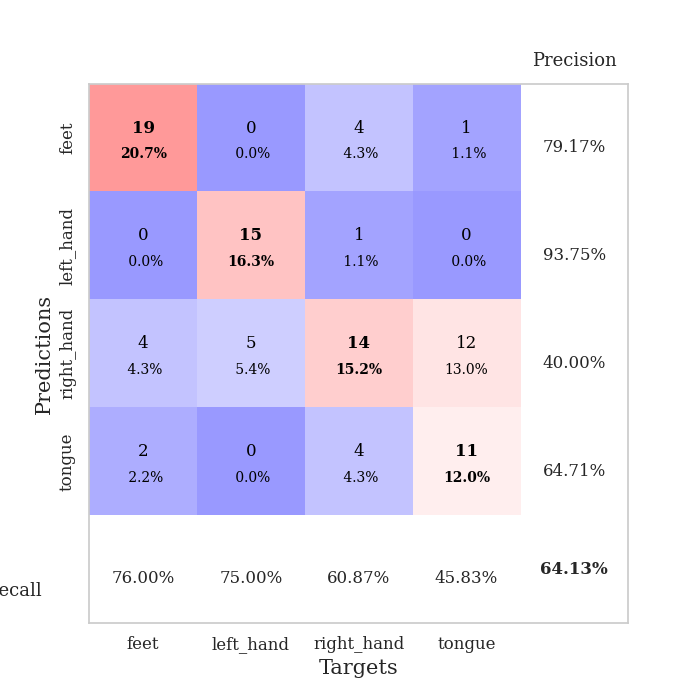 Precision
feet
19 0 4 1
20.7% 0.0% 4.3% 1.1%
79.17%
left_hand
0 15 1 0
0.0% 16.3% 1.1% 0.0%
93.75%
Predictions
right_hand
4 5 14 12
4.3% 5.4% 15.2% 13.0%
40.00%
tongue
2 0 4 11
2.2% 0.0% 4.3% 12.0%
64.71%
ecall
76.00% 75.00% 60.87% 45.83% 64.13%
feet left_hand right_hand tongue
Targets